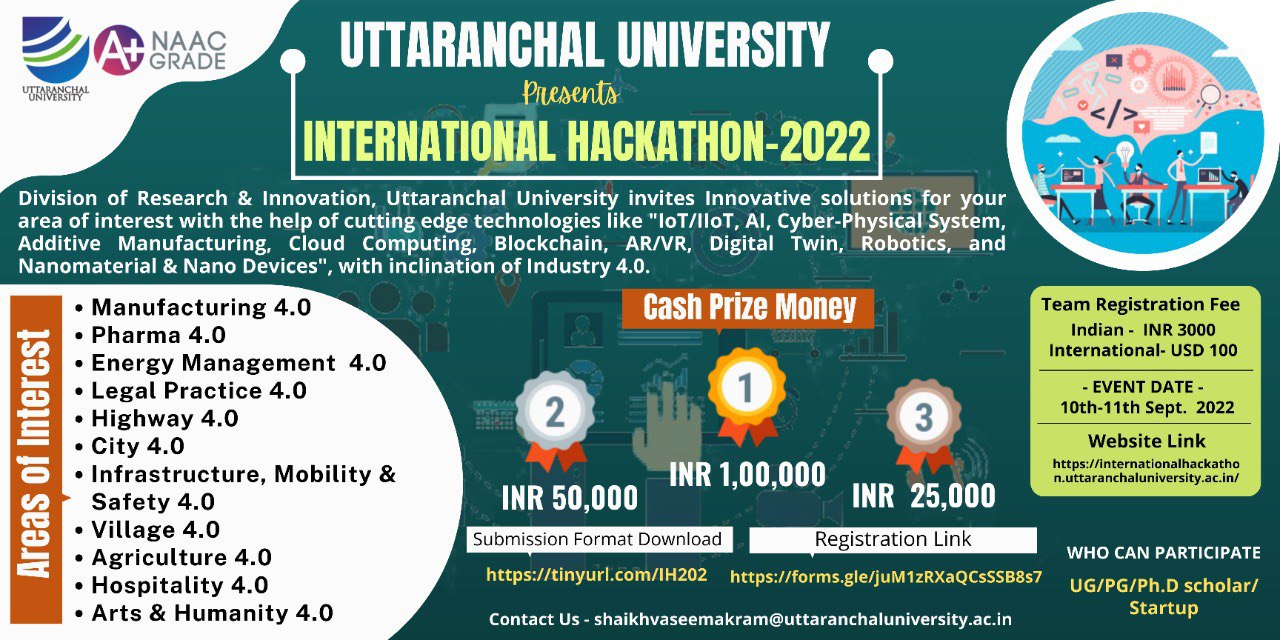 UTTARANCHAL
UNIVERSITY
A+
NAAC
GRADE
UTTARANCHAL UNIVERSITY
Presents
INTERNATIONAL HACKATHON-2022
</>
Division of Research & Innovation, Uttaranchal University invites Innovative solutions for your
area of interest with the help of cutting edge technologies like "IoT/IIoT, AI, Cyber-Physical System,
Additive Manufacturing, Cloud Computing, Blockchain, AR/VR, Digital Twin, Robotics, and
Nanomaterial & Nano Devices", with inclination of Industry 4.0.
Areas of Interest
• Manufacturing 4.0
• Pharma 4.0
• Energy Management 4.0
• Legal Practice 4.0
• Highway 4.0
• City 4.0
• Infrastructure, Mobility &
Safety 4.0
• Village 4.0
• Agriculture 4.0
• Hospitality 4.0
• Arts & Humanity 4.0
Cash Prize Money
2
INR 50,000
1
INR 1,00,000
3
INR 25,000
Submission Format Download
https://tinyurl.com/IH202
Registration Link
https://forms.gle/juM1zRXaQCsSSB8s7
Contact Us - shaikhvaseemakram@uttaranchaluniversity.ac.in
Team Registration Fee
Indian - INR 3000
International- USD 100
- EVENT DATE -
10th-11th Sept. 2022
Website Link
https://internationalhackatho
n.uttaranchaluniversity.ac.in/
WHO CAN PARTICIPATE
UG/PG/Ph.D scholar/
Startup